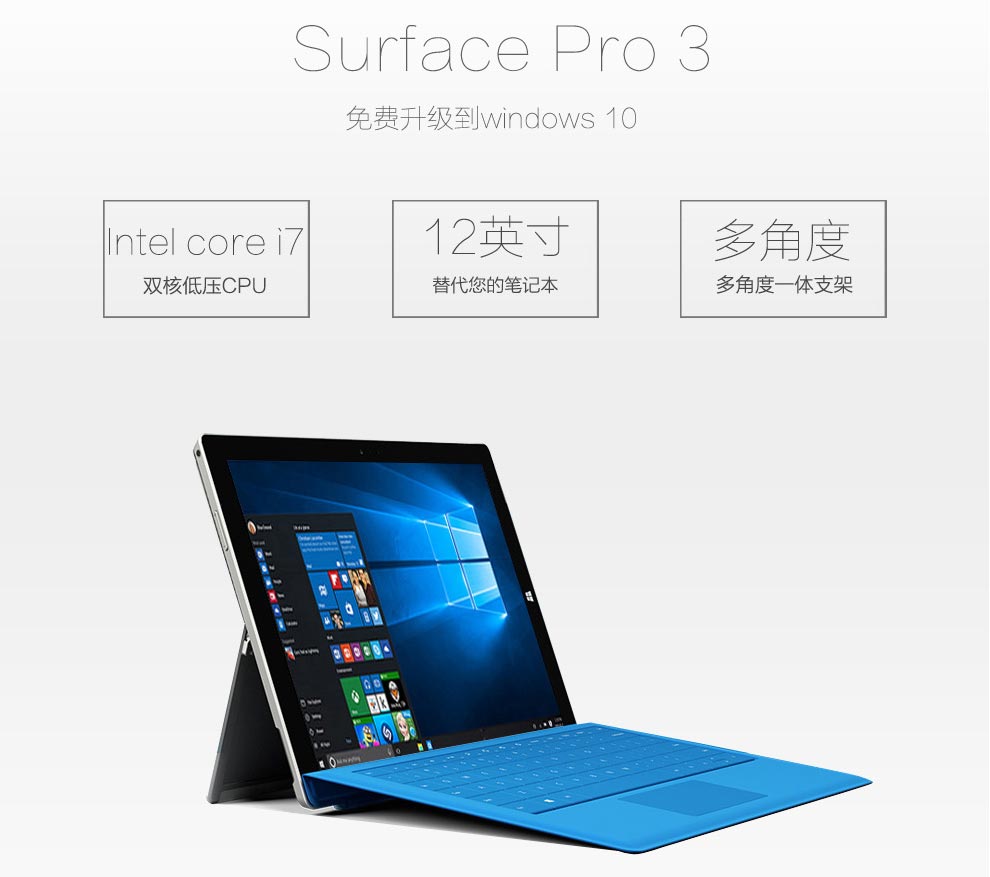 Surface Pro 3
免费升级到windows 10
Intel core i7
双核低压CPU
12英寸
替代您的笔记本
多角度
多角度一体支架